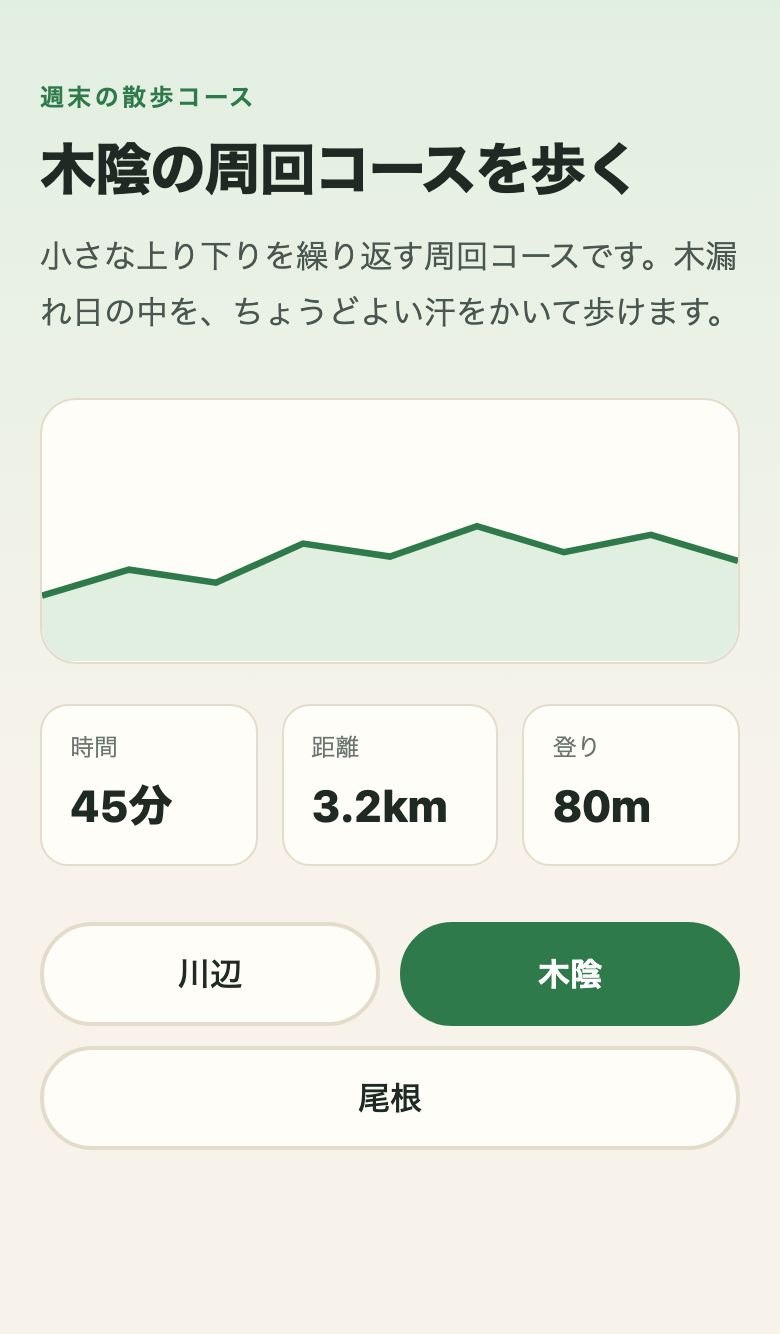 週末の散歩コース
木陰の周回コースを歩く
小さな上り下りを繰り返す周回コースです。木漏
れ日の中を、ちょうどよい汗をかいて歩けます。
時間
45分
距離
3.2km
登り
80m
川辺
木陰
尾根